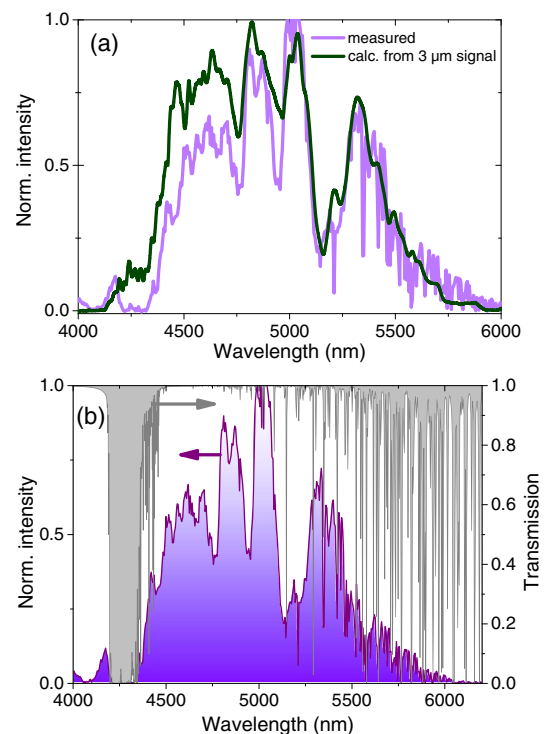 (a)
measured
calc. from 3 μm signal
Norm. intensity
1.0
0.5
0.0
4000 4500 5000 5500 6000
Wavelength (nm)
(b)
Norm. intensity
1.0
0.5
0.0
1.0
0.8
0.6
0.4
0.2
0.0
Transmission
4000 4500 5000 5500 6000
Wavelength (nm)